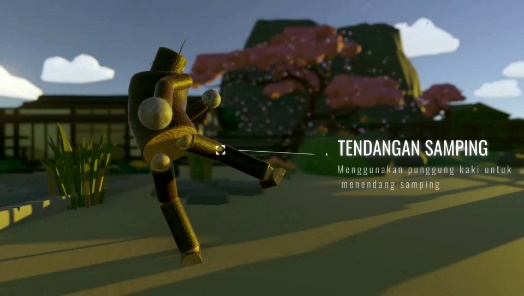 TENDANGAN SAMPING
Menggunakan punggung kaki untuk
menendang samping